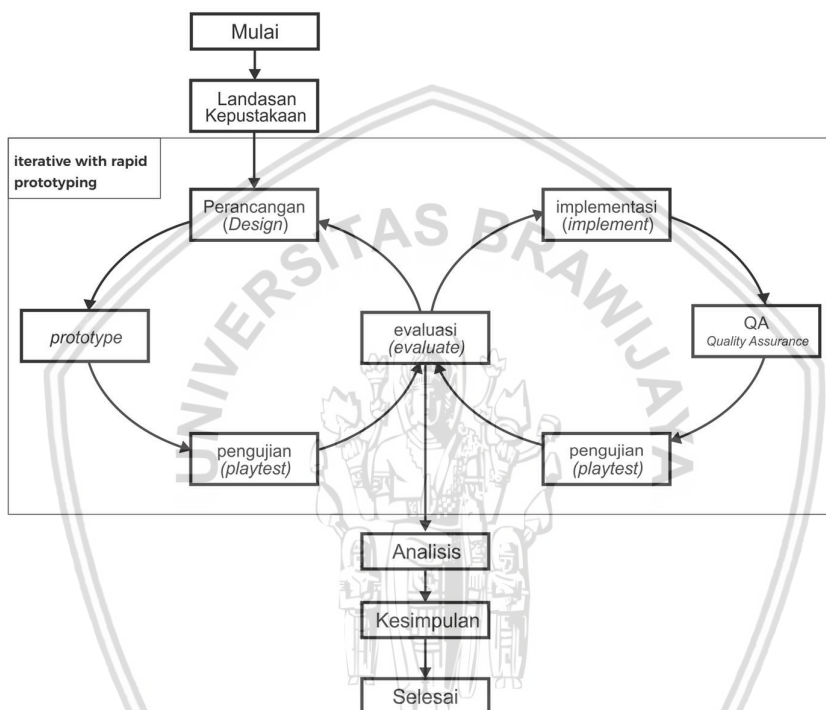 Mulai
Landasan
Kepustakaan
iterative with rapid
prototyping
Perancangan
(Design)
implementasi
(implement)
prototype
evaluasi
(evaluate)
QA
Quality Assurance
pengujian
(playtest)
pengujian
(playtest)
Analisis
Kesimpulan
Selesai
UNIVERSITAS BRAWIJAYA